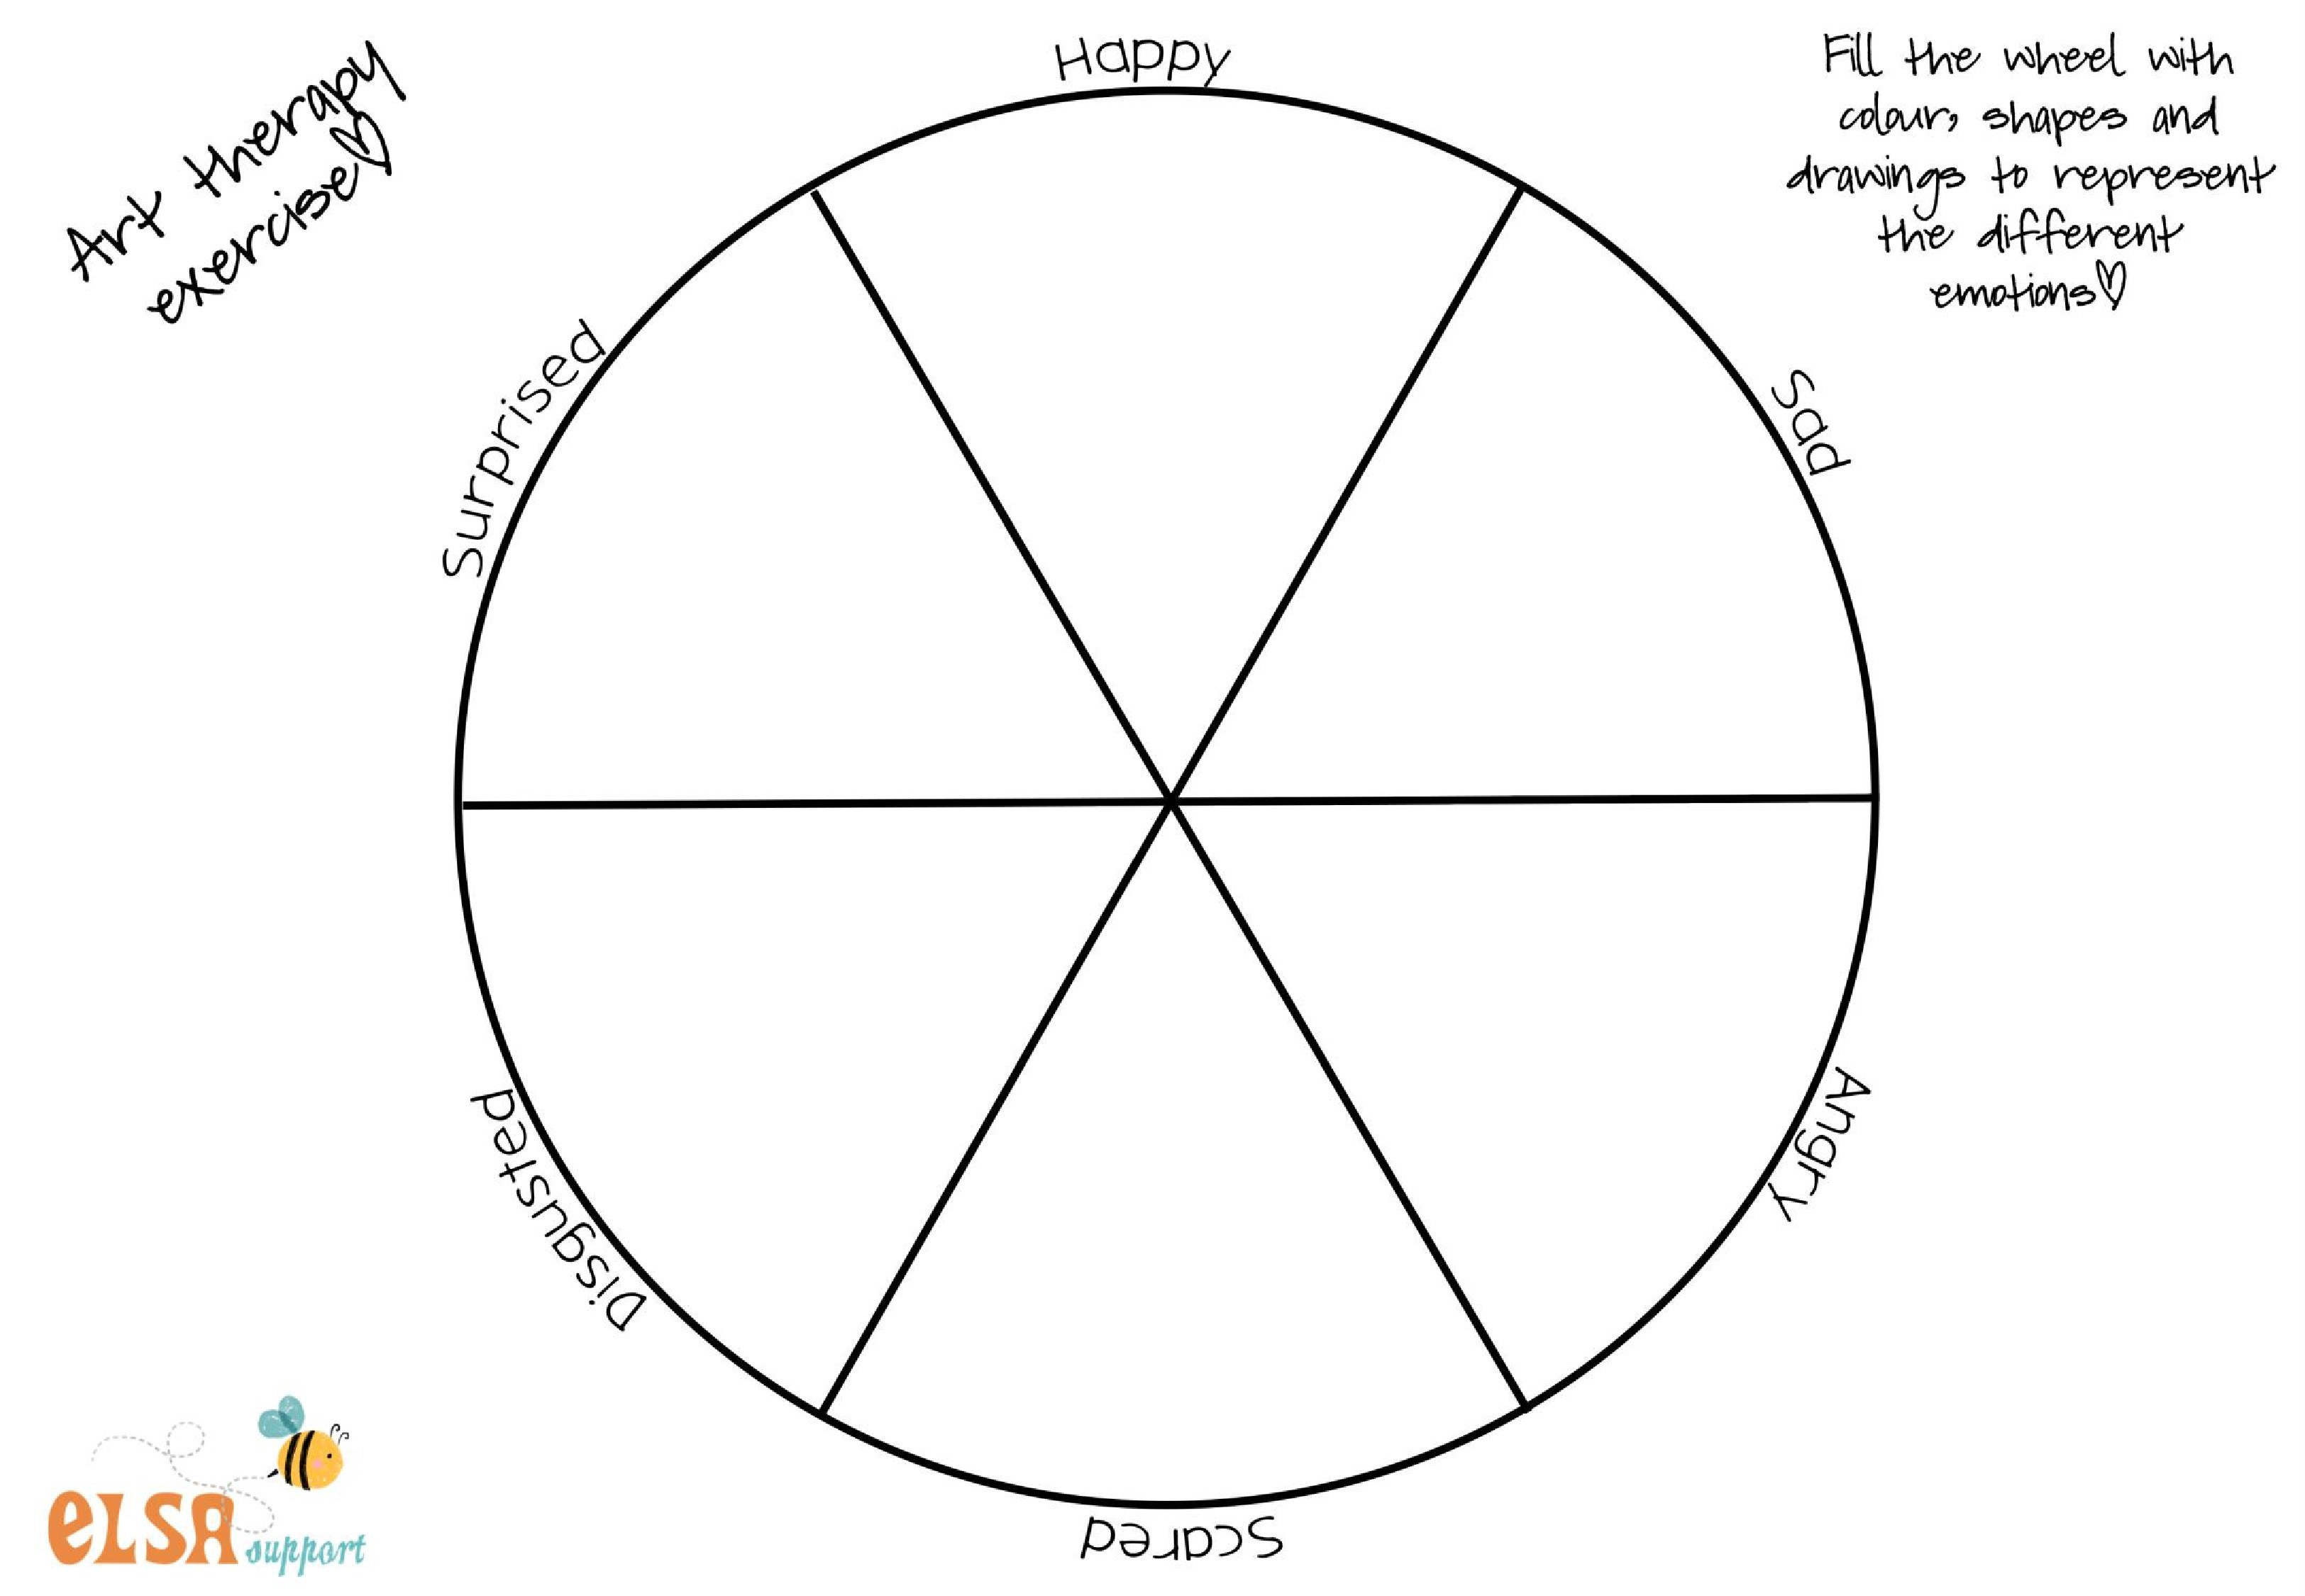 Art therapy
exercise♡
Fill the wheel with
colour, shapes and
drawings to represent
the different
emotions♡
Happy
Sad
Angry
Scared
Disgusted
Surprised
eLSA
support